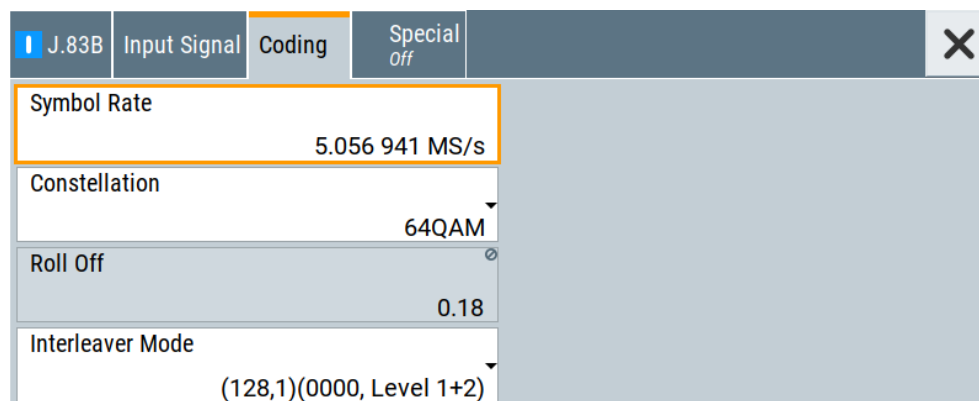 J.83B
Input Signal
Coding
Special
Off
Symbol Rate
5.056 941 MS/s
Constellation
64QAM
Roll Off
0.18
Interleaver Mode
(128,1)(0000, Level 1+2)